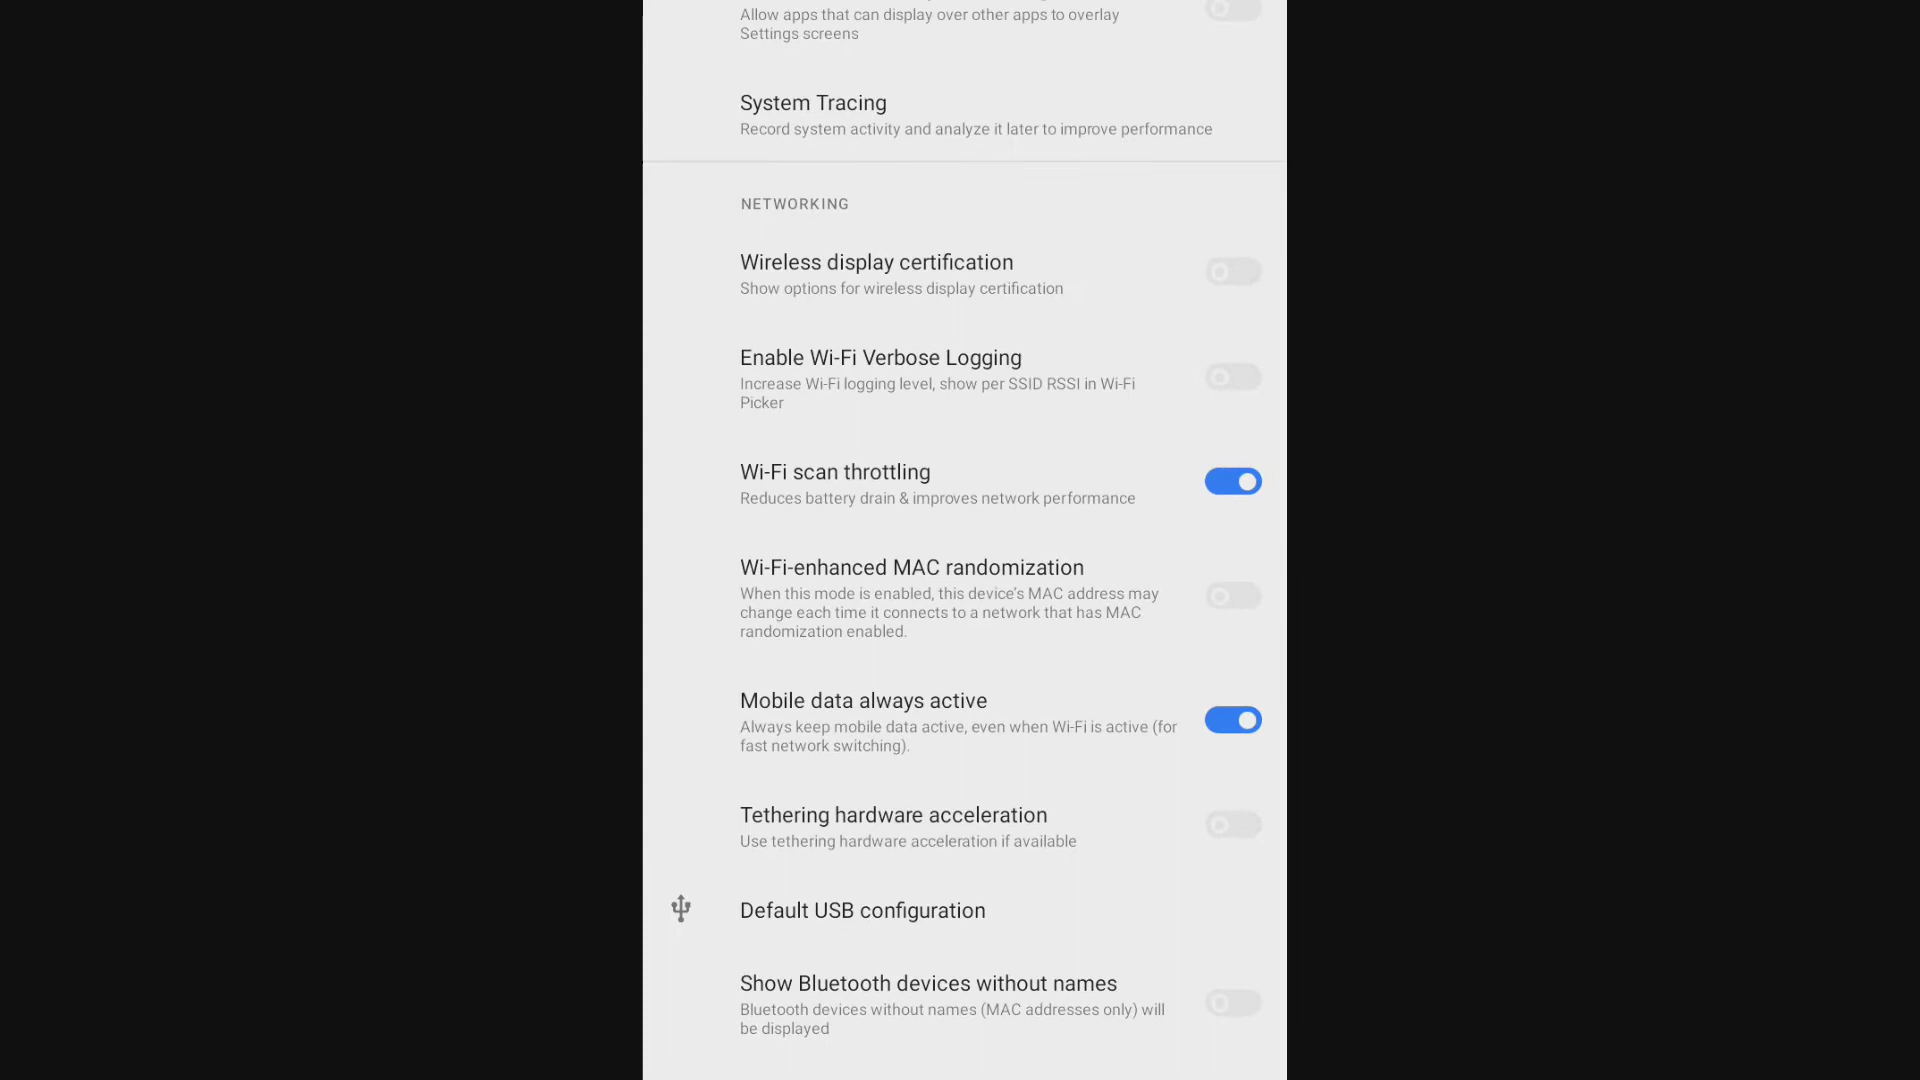 Allow apps that can display over other apps to overlay
Settings screens
System Tracing
Record system activity and analyze it later to improve performance
NETWORKING
Wireless display certification
Show options for wireless display certification
Enable Wi-Fi Verbose Logging
Increase Wi-Fi logging level, show per SSID RSSI in Wi-Fi
Picker
Wi-Fi scan throttling
Reduces battery drain & improves network performance
Wi-Fi-enhanced MAC randomization
When this mode is enabled, this device’s MAC address may
change each time it connects to a network that has MAC
randomization enabled.
Mobile data always active
Always keep mobile data active, even when Wi-Fi is active (for
fast network switching).
Tethering hardware acceleration
Use tethering hardware acceleration if available
Default USB configuration
Show Bluetooth devices without names
Bluetooth devices without names (MAC addresses only) will
be displayed